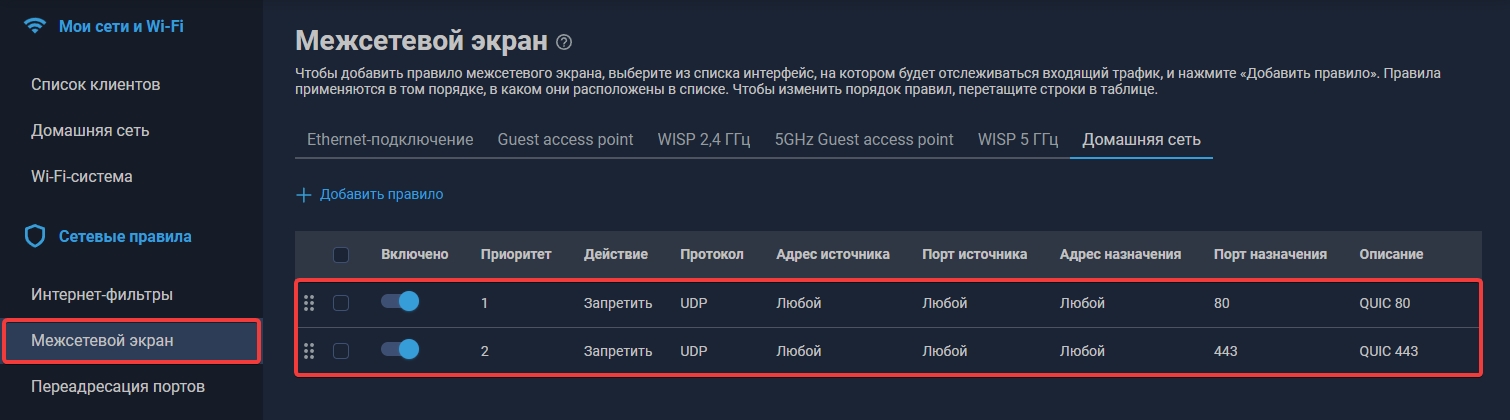 Мои сети и Wi-Fi
Список клиентов
Домашняя сеть
Wi-Fi-система
Сетевые правила
Интернет-фильтры
Межсетевой экран
Переадресация портов
Межсетевой экран ?
Чтобы добавить правило межсетевого экрана, выберите из списка интерфейс, на котором будет отслеживаться входящий трафик, и нажмите «Добавить правило». Правила
применяются в том порядке, в каком они расположены в списке. Чтобы изменить порядок правил, перетащите строки в таблице.
Ethernet-подключение Guest access point WISP 2,4 ГГц 5GHz Guest access point WISP 5 ГГц Домашняя сеть
+ Добавить правило
Включено Приоритет Действие Протокол Адрес источника Порт источника Адрес назначения Порт назначения Описание
1 Запретить UDP Любой Любой Любой 80 QUIC 80
2 Запретить UDP Любой Любой Любой 443 QUIC 443